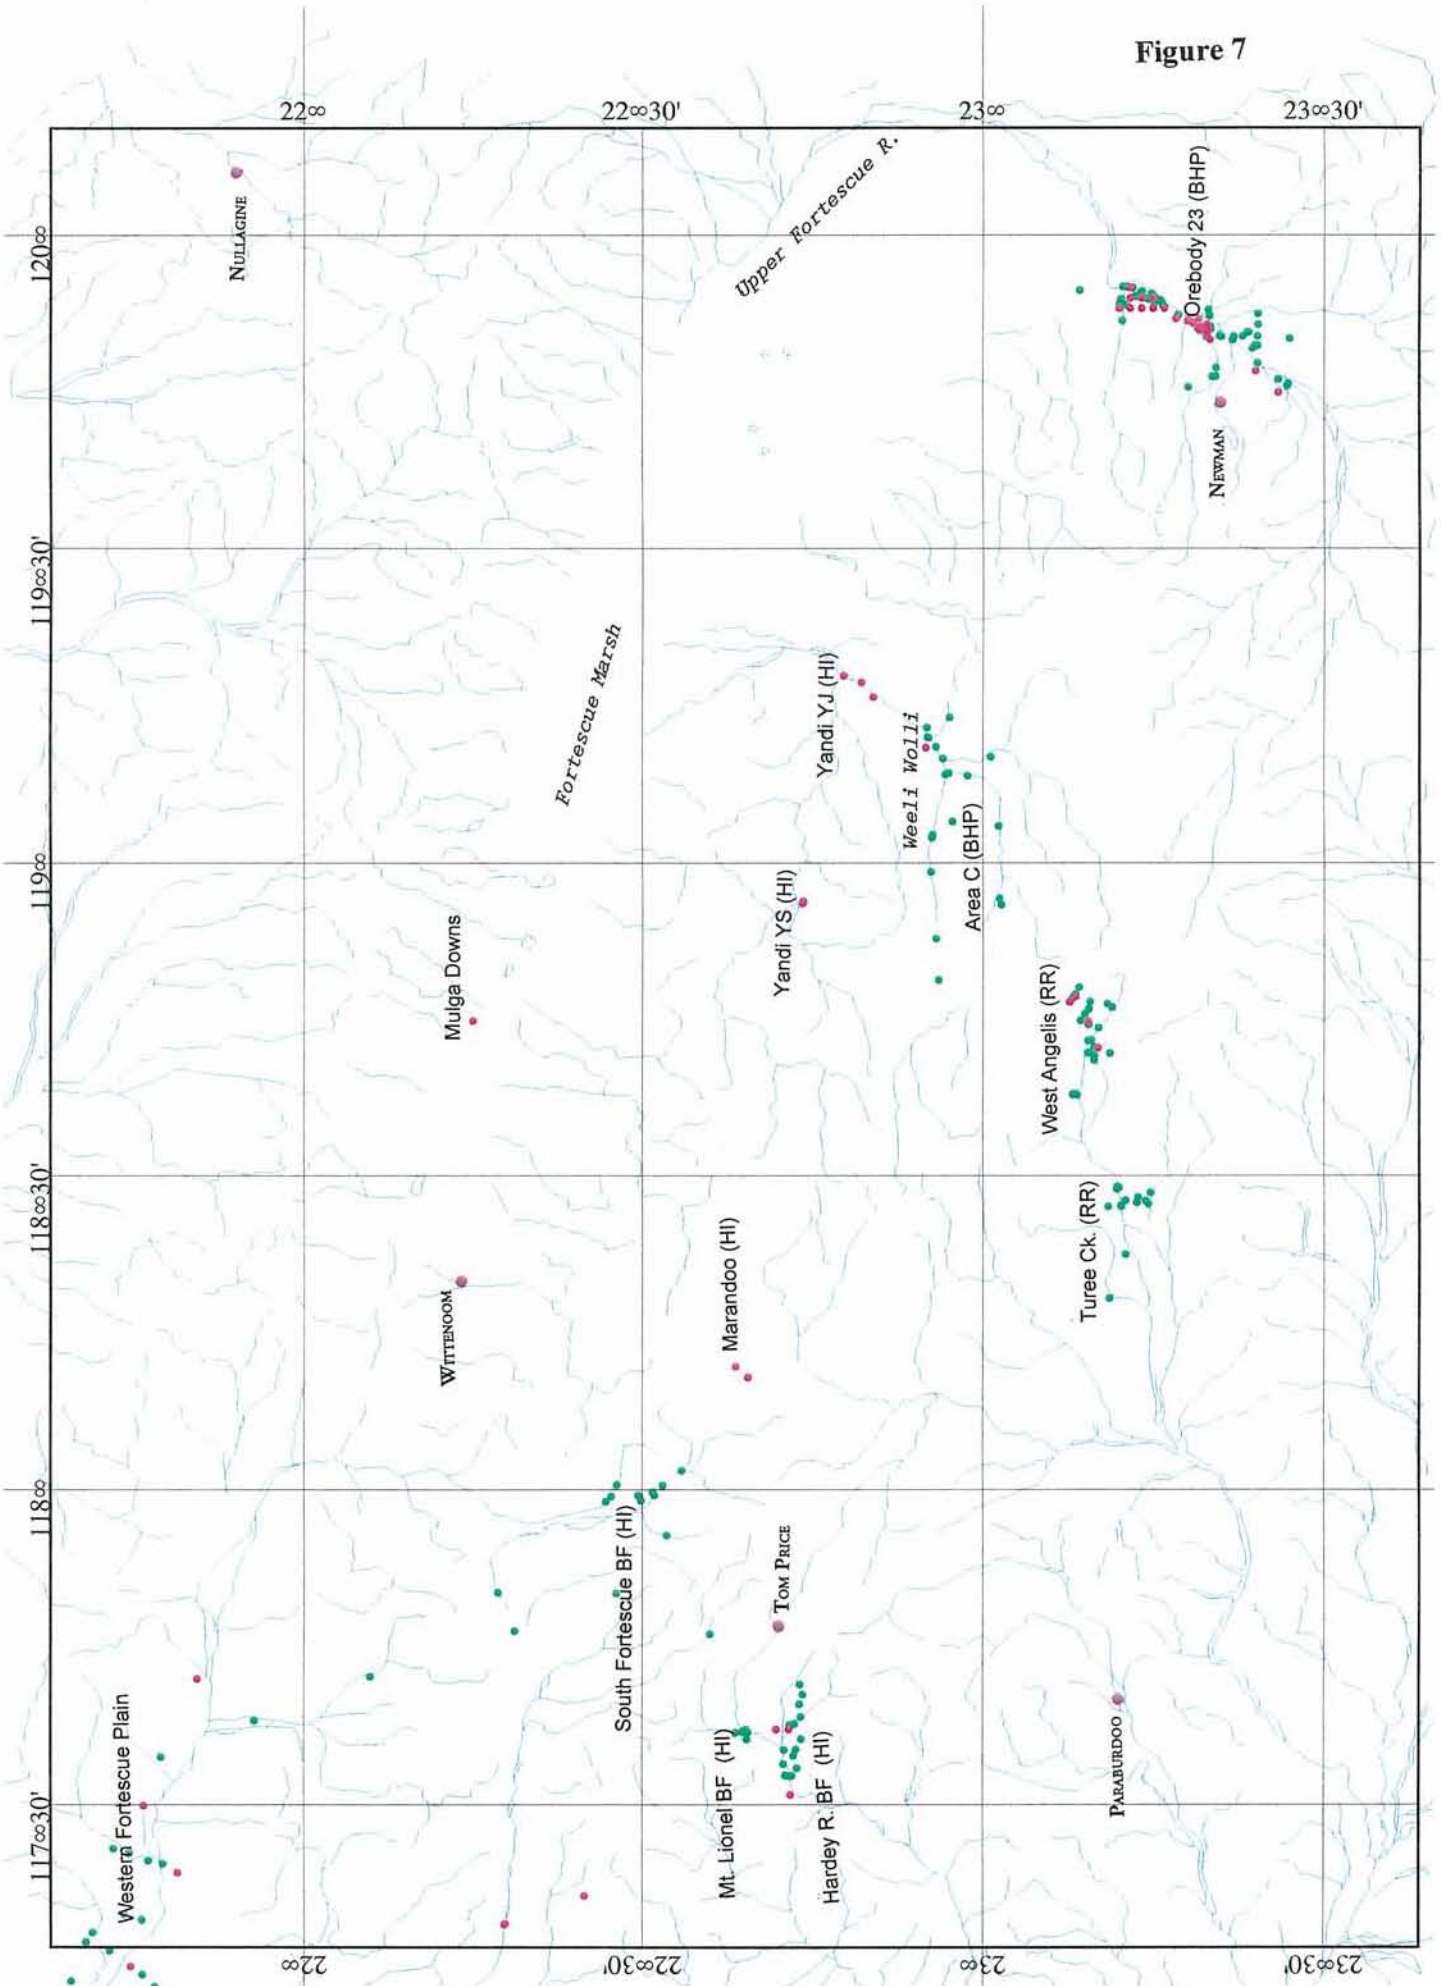 Figure 7
22∞
22∞30'
23∞
23∞30'
120∞
119∞30'
119∞
118∞30'
118∞
117∞30'
NULLAGINE
Upper Fortescue R.
Orebody 23 (BHP)
NEWMAN
Fortescue Marsh
Yandi YJ (HI)
Weeli Wolli
Area C (BHP)
Yandi YS (HI)
Mulga Downs
West Angelis (RR)
Turee Ck. (RR)
Marandoo (HI)
WITTENOOM
South Fortescue BF (HI)
TOM PRICE
Western Fortescue Plain
Mt. Lionel BF (HI)
Hardey R. BF (HI)
PARABURDOO
22∞
22∞30'
23∞
23∞30'